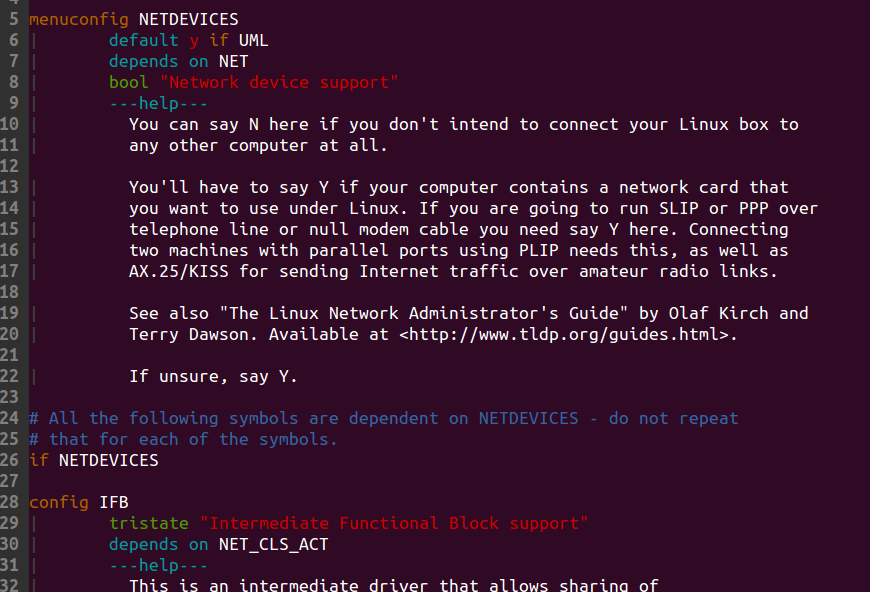 4
5 menuconfig NETDEVICES
6 | default y if UML
7 | depends on NET
8 | bool "Network device support"
9 | ---help---
10 | You can say N here if you don't intend to connect your Linux box to
11 | any other computer at all.
12
13 | You'll have to say Y if your computer contains a network card that
14 | you want to use under Linux. If you are going to run SLIP or PPP over
15 | telephone line or null modem cable you need say Y here. Connecting
16 | two machines with parallel ports using PLIP needs this, as well as
17 | AX.25/KISS for sending Internet traffic over amateur radio links.
18
19 | See also "The Linux Network Administrator's Guide" by Olaf Kirch and
20 | Terry Dawson. Available at <http://www.tldp.org/guides.html>.
21
22 | If unsure, say Y.
23
24 # All the following symbols are dependent on NETDEVICES - do not repeat
25 # that for each of the symbols.
26 if NETDEVICES
27
28 config IFB
29 | tristate "Intermediate Functional Block support"
30 | depends on NET_CLS_ACT
31 | ---help---
32 | This is an intermediate driver that allows sharing of